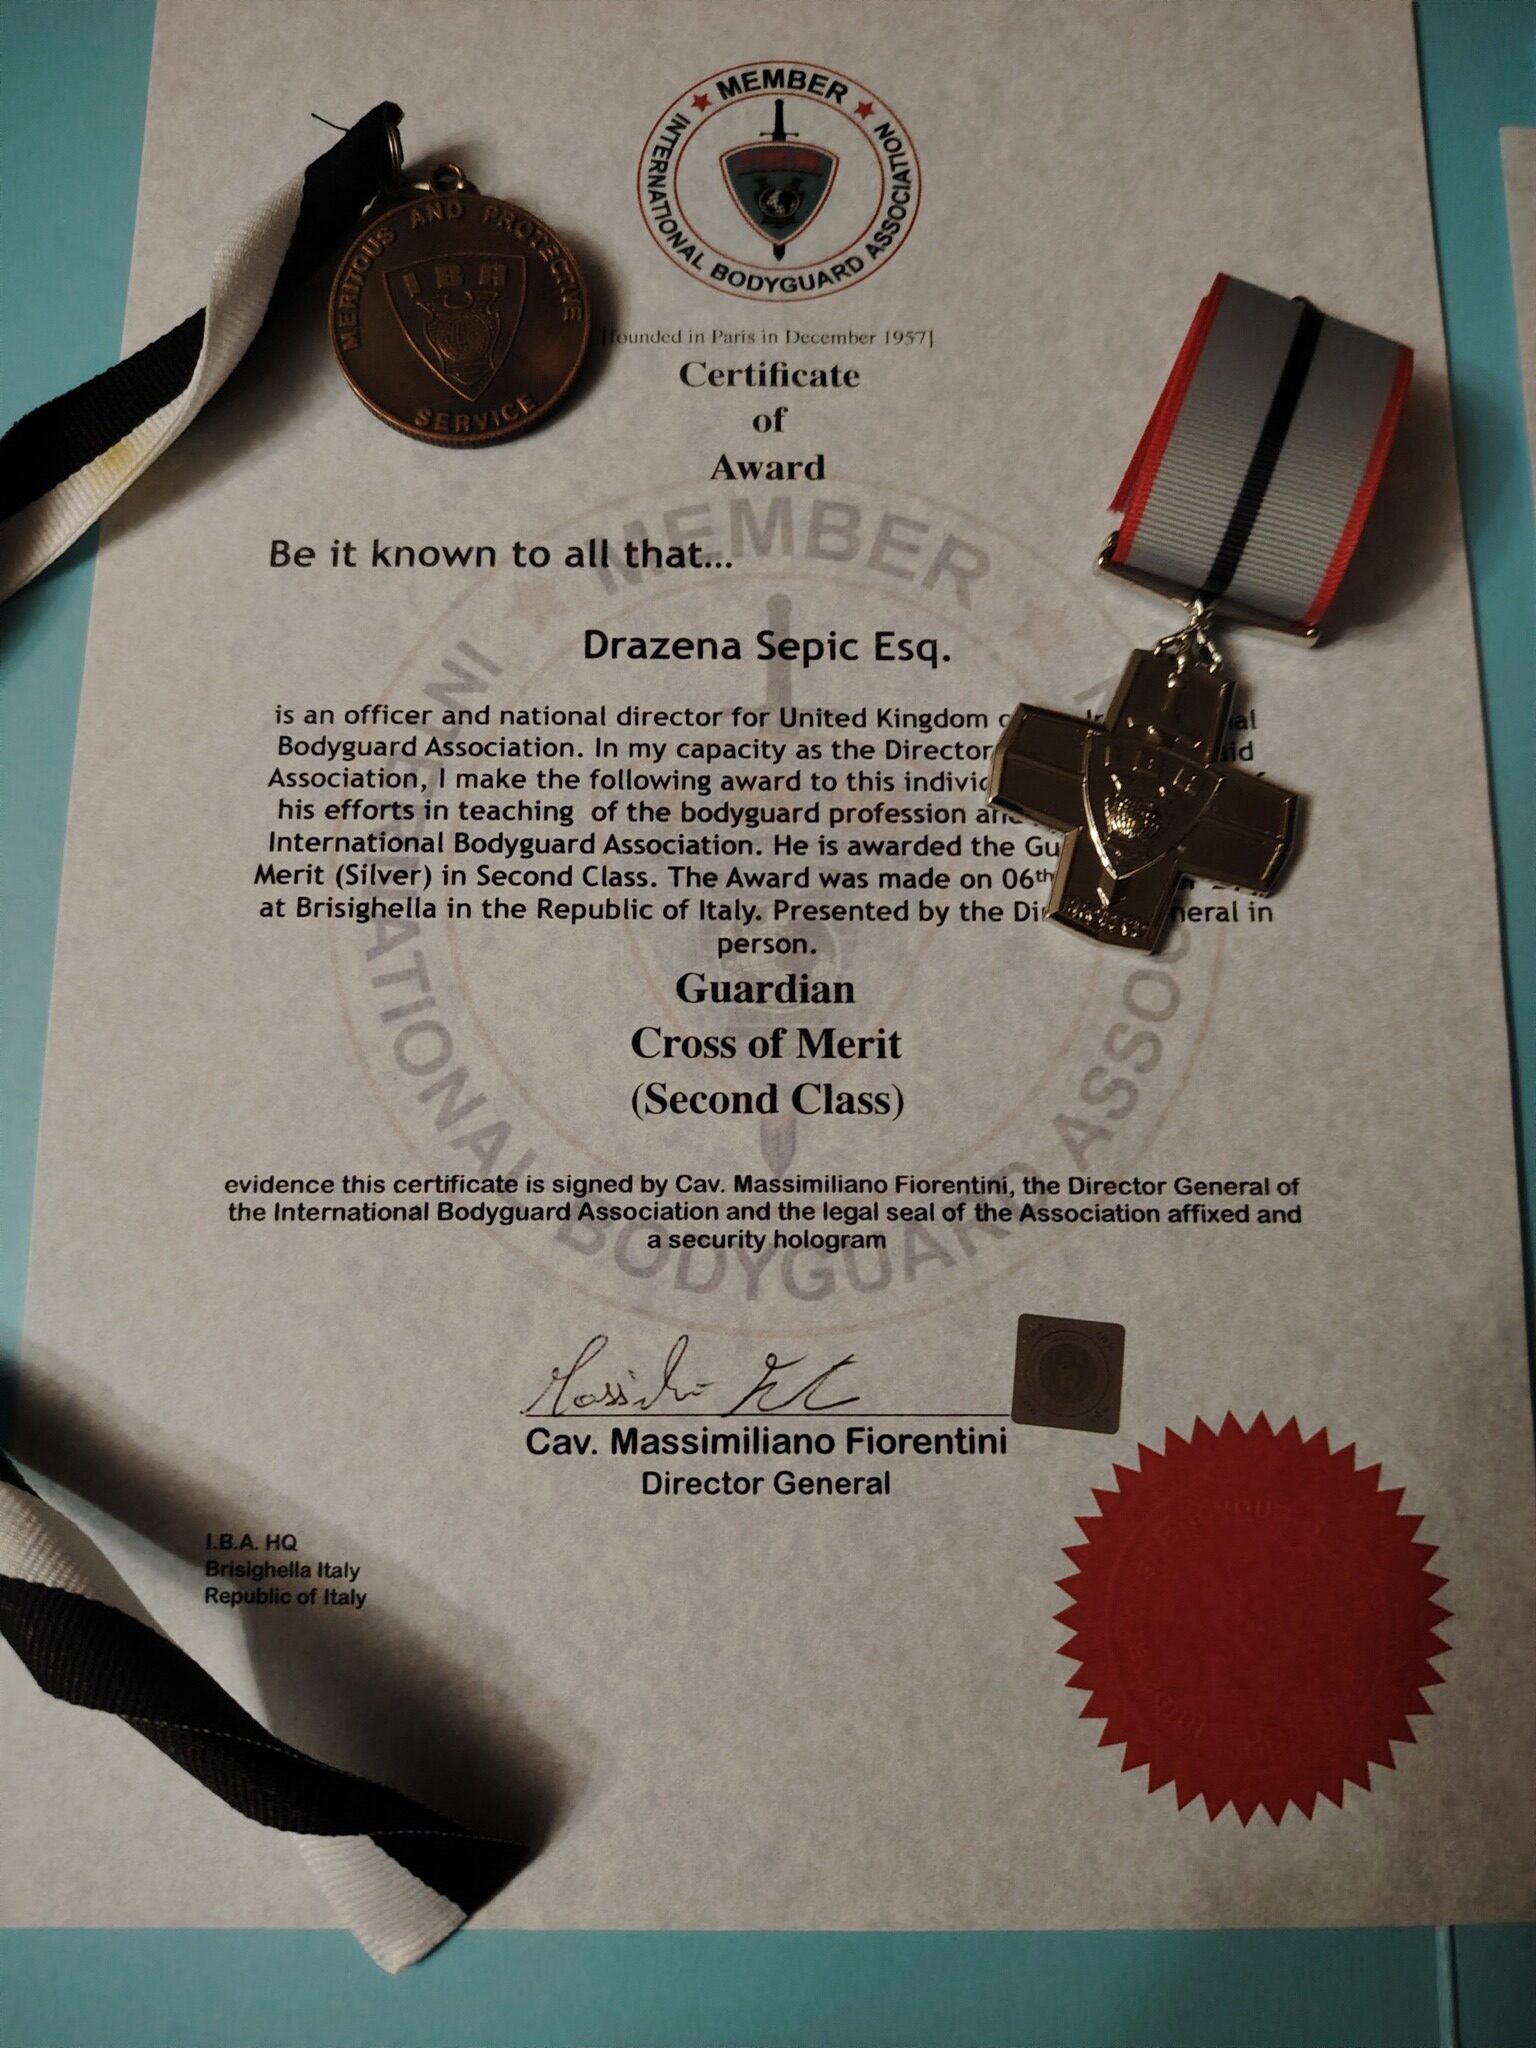 MEMBER
INTERNATIONAL BODYGUARD ASSOCIATION
MERITOUS AND PROTECTIVE
IBA
SERVICE
founded in Paris in December 1957]
Certificate
of
Award
Be it known to all that...
Drazena Sepic Esq.
is an officer and national director for United Kingdom
Bodyguard Association. In my capacity as the Director
Association, I make the following award to this
his efforts in teaching of the bodyguard profession
International Bodyguard Association. He is awarded the
Merit (Silver) in Second Class. The Award was made on 06th
at Brisighella in the Republic of Italy. Presented by the in
person.
IBA
Guardian
Cross of Merit
(Second Class)
evidence this certificate is signed by Cav. Massimiliano Fiorentini, the Director General of
the International Bodyguard Association and the legal seal of the Association affixed and
a security hologram
Cav. Massimiliano Fiorentini
Director General
I.B.A. HQ
Brisighella Italy
Republic of Italy
MEMBER